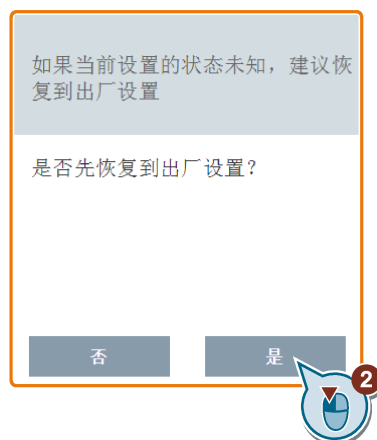 如果当前设置的状态未知，建议恢
复到出厂设置
是否先恢复到出厂设置？
否
是
2